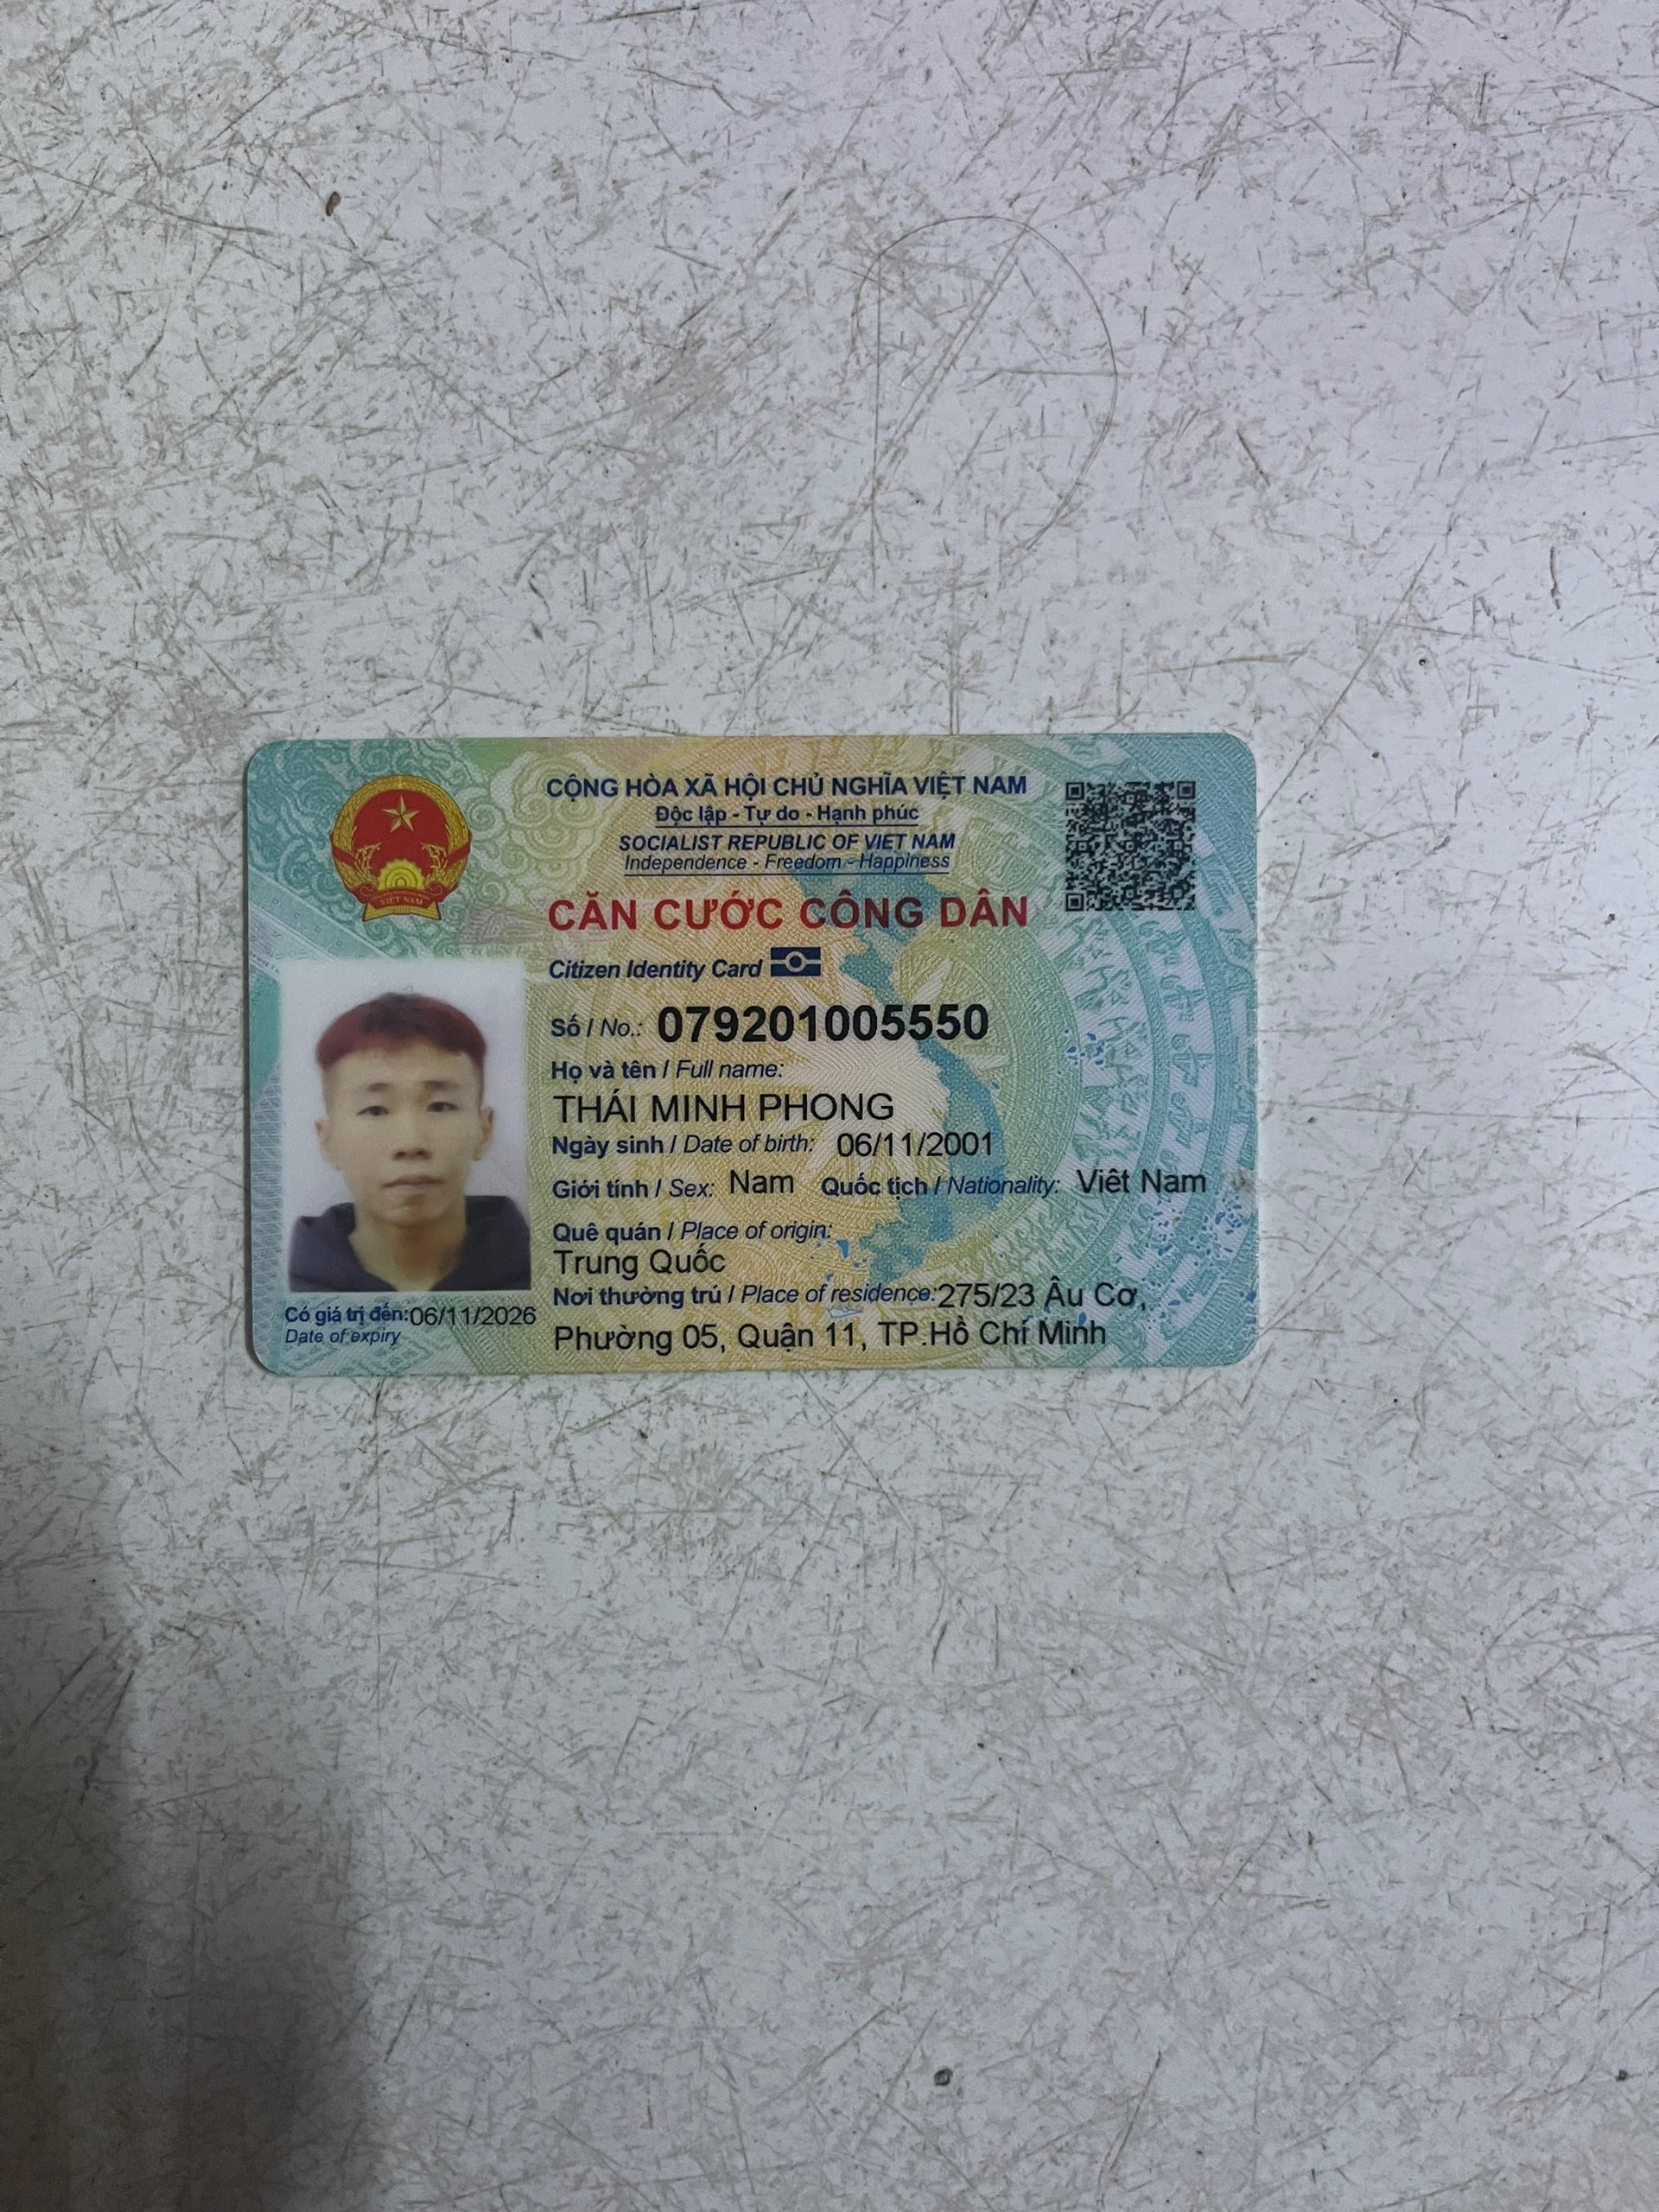 CỘNG HÒA XÃ HỘI CHỦ NGHĨA VIỆT NAM
Độc lập - Tự do - Hạnh phúc
SOCIALIST REPUBLIC OF VIET NAM
Independence - Freedom - Happiness
CĂN CƯỚC CÔNG DÂN
Citizen Identity Card
Số / No.: 079201005550
Họ và tên / Full name:
THÁI MINH PHONG
Ngày sinh / Date of birth: 06/11/2001
Giới tính / Sex: Nam Quốc tịch / Nationality: Việt Nam
Quê quán / Place of origin:
Trung Quốc
Nơi thường trú / Place of residence: 275/23 Âu Cơ,
Phường 05, Quận 11, TP.Hồ Chí Minh
Có giá trị đến: 06/11/2026
Date of expiry
VIỆT NAM